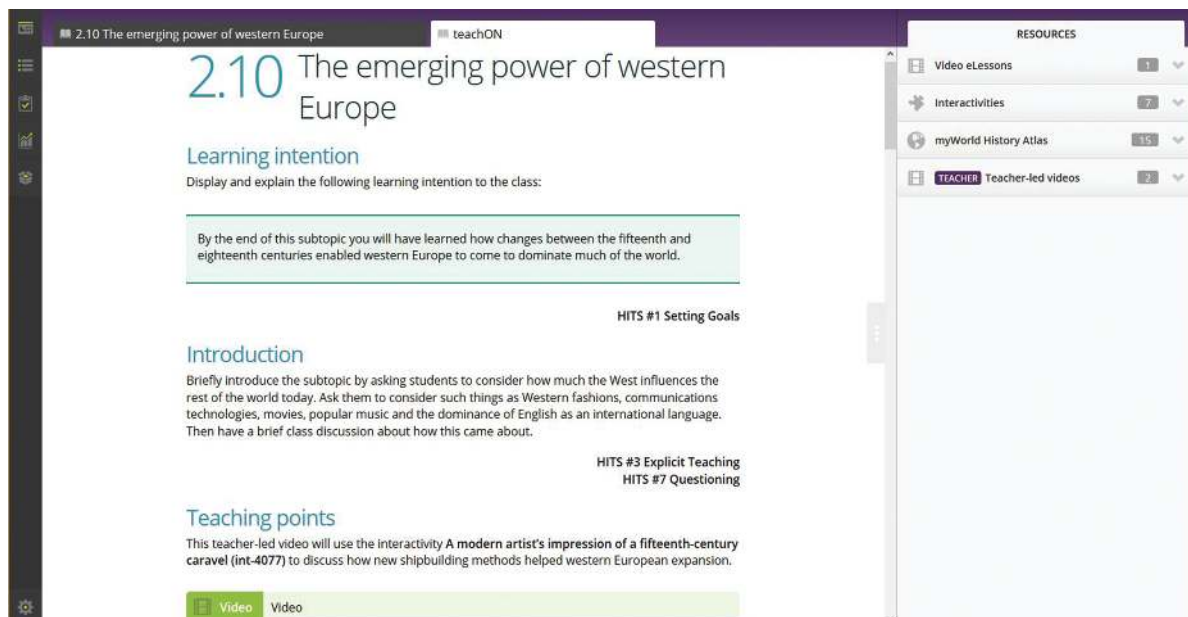 2.10 The emerging power of western Europe
teachON
RESOURCES
2.10 The emerging power of western
Europe
Learning intention
Display and explain the following learning intention to the class:
By the end of this subtopic you will have learned how changes between the fifteenth and
eighteenth centuries enabled western Europe to come to dominate much of the world.
HITS #1 Setting Goals
Introduction
Briefly introduce the subtopic by asking students to consider how much the West influences the
rest of the world today. Ask them to consider such things as Western fashions, communications
technologies, movies, popular music and the dominance of English as an international language.
Then have a brief class discussion about how this came about.
HITS #3 Explicit Teaching
HITS #7 Questioning
Teaching points
This teacher-led video will use the interactivity A modern artist's impression of a fifteenth-century
caravel (int-4077) to discuss how new shipbuilding methods helped western European expansion.
Video Video
Video eLessons 1
Interactivities 7
myWorld History Atlas 15
TEACHER Teacher-led videos 2